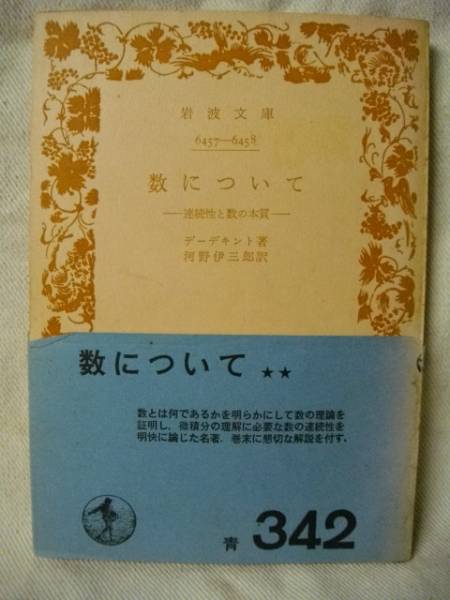 岩波文庫
6457—6458
数について
—連続性と数の本質—
デーデキント著
河野伊三郎訳
数について ★★
数とは何であるかを明らかにして数の理論を
証明し, 微積分の理解に必要な数の連続性を
明快に論じた名著. 巻末に懇切な解説を付す.
青 342